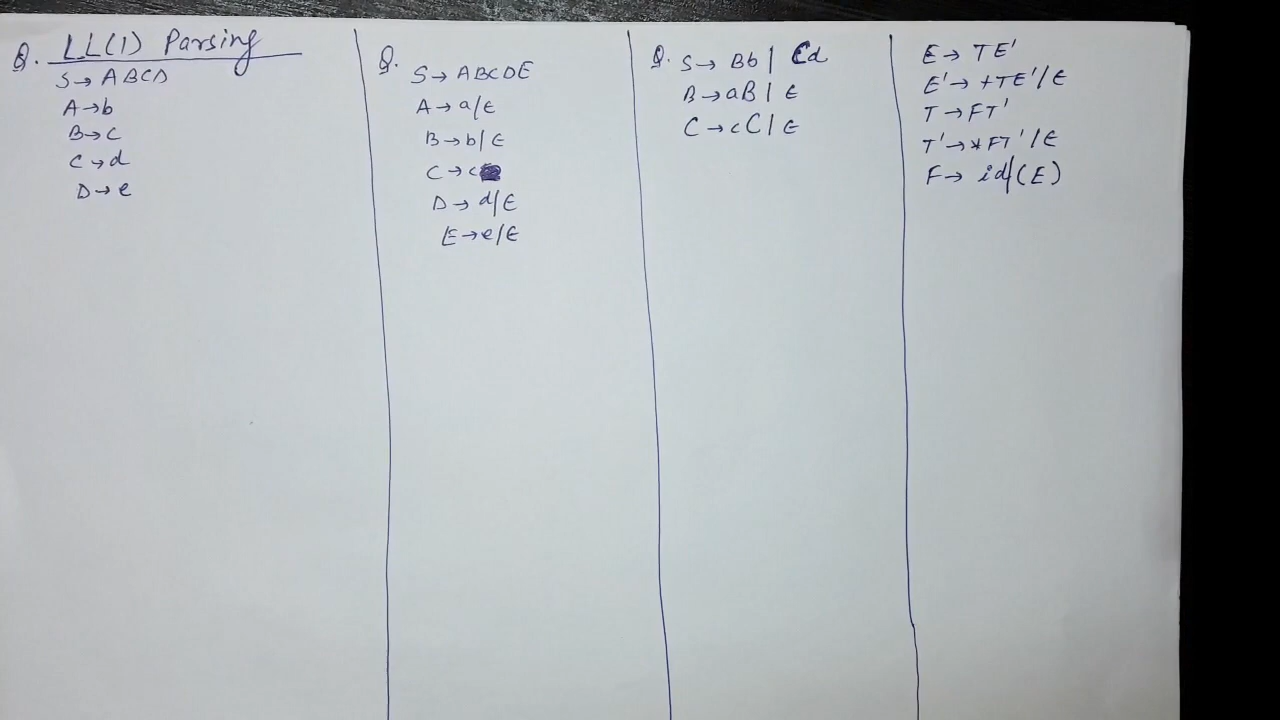 Q. LL(1) Parsing
S → ABCD
A → b
B → c
C → d
D → e
Q. S → ABCDE
A → a/ε
B → b/ε
C → c
D → d/ε
E → e/ε
Q. S → Bb | Cd
B → aB | ε
C → cC | ε
E → TE'
E' → +TE'/ε
T → FT'
T' → *FT'/ε
F → id/(E)